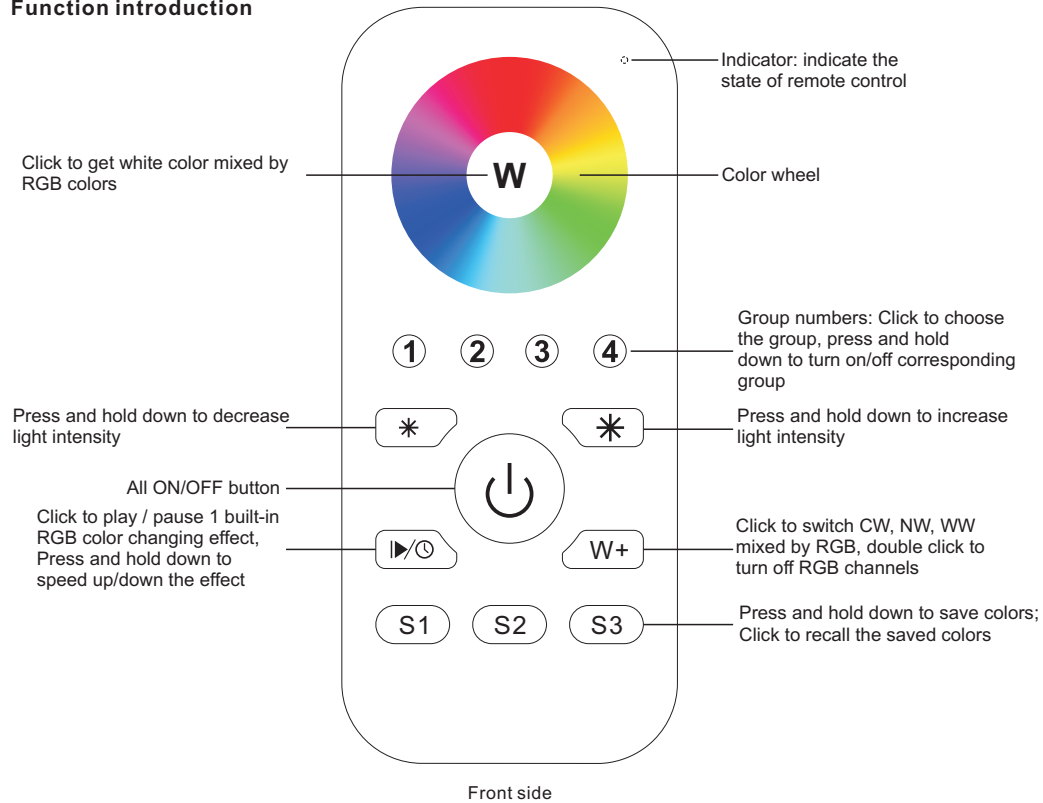 Function introduction
Indicator: indicate the
state of remote control
Click to get white color mixed by
RGB colors
W
Color wheel
Group numbers: Click to choose
the group, press and hold
down to turn on/off corresponding
group
1 2 3 4
Press and hold down to decrease
light intensity
Press and hold down to increase
light intensity
All ON/OFF button
Click to play / pause 1 built-in
RGB color changing effect,
Press and hold down to
speed up/down the effect
W+
Click to switch CW, NW, WW
mixed by RGB, double click to
turn off RGB channels
S1 S2 S3
Press and hold down to save colors;
Click to recall the saved colors
Front side